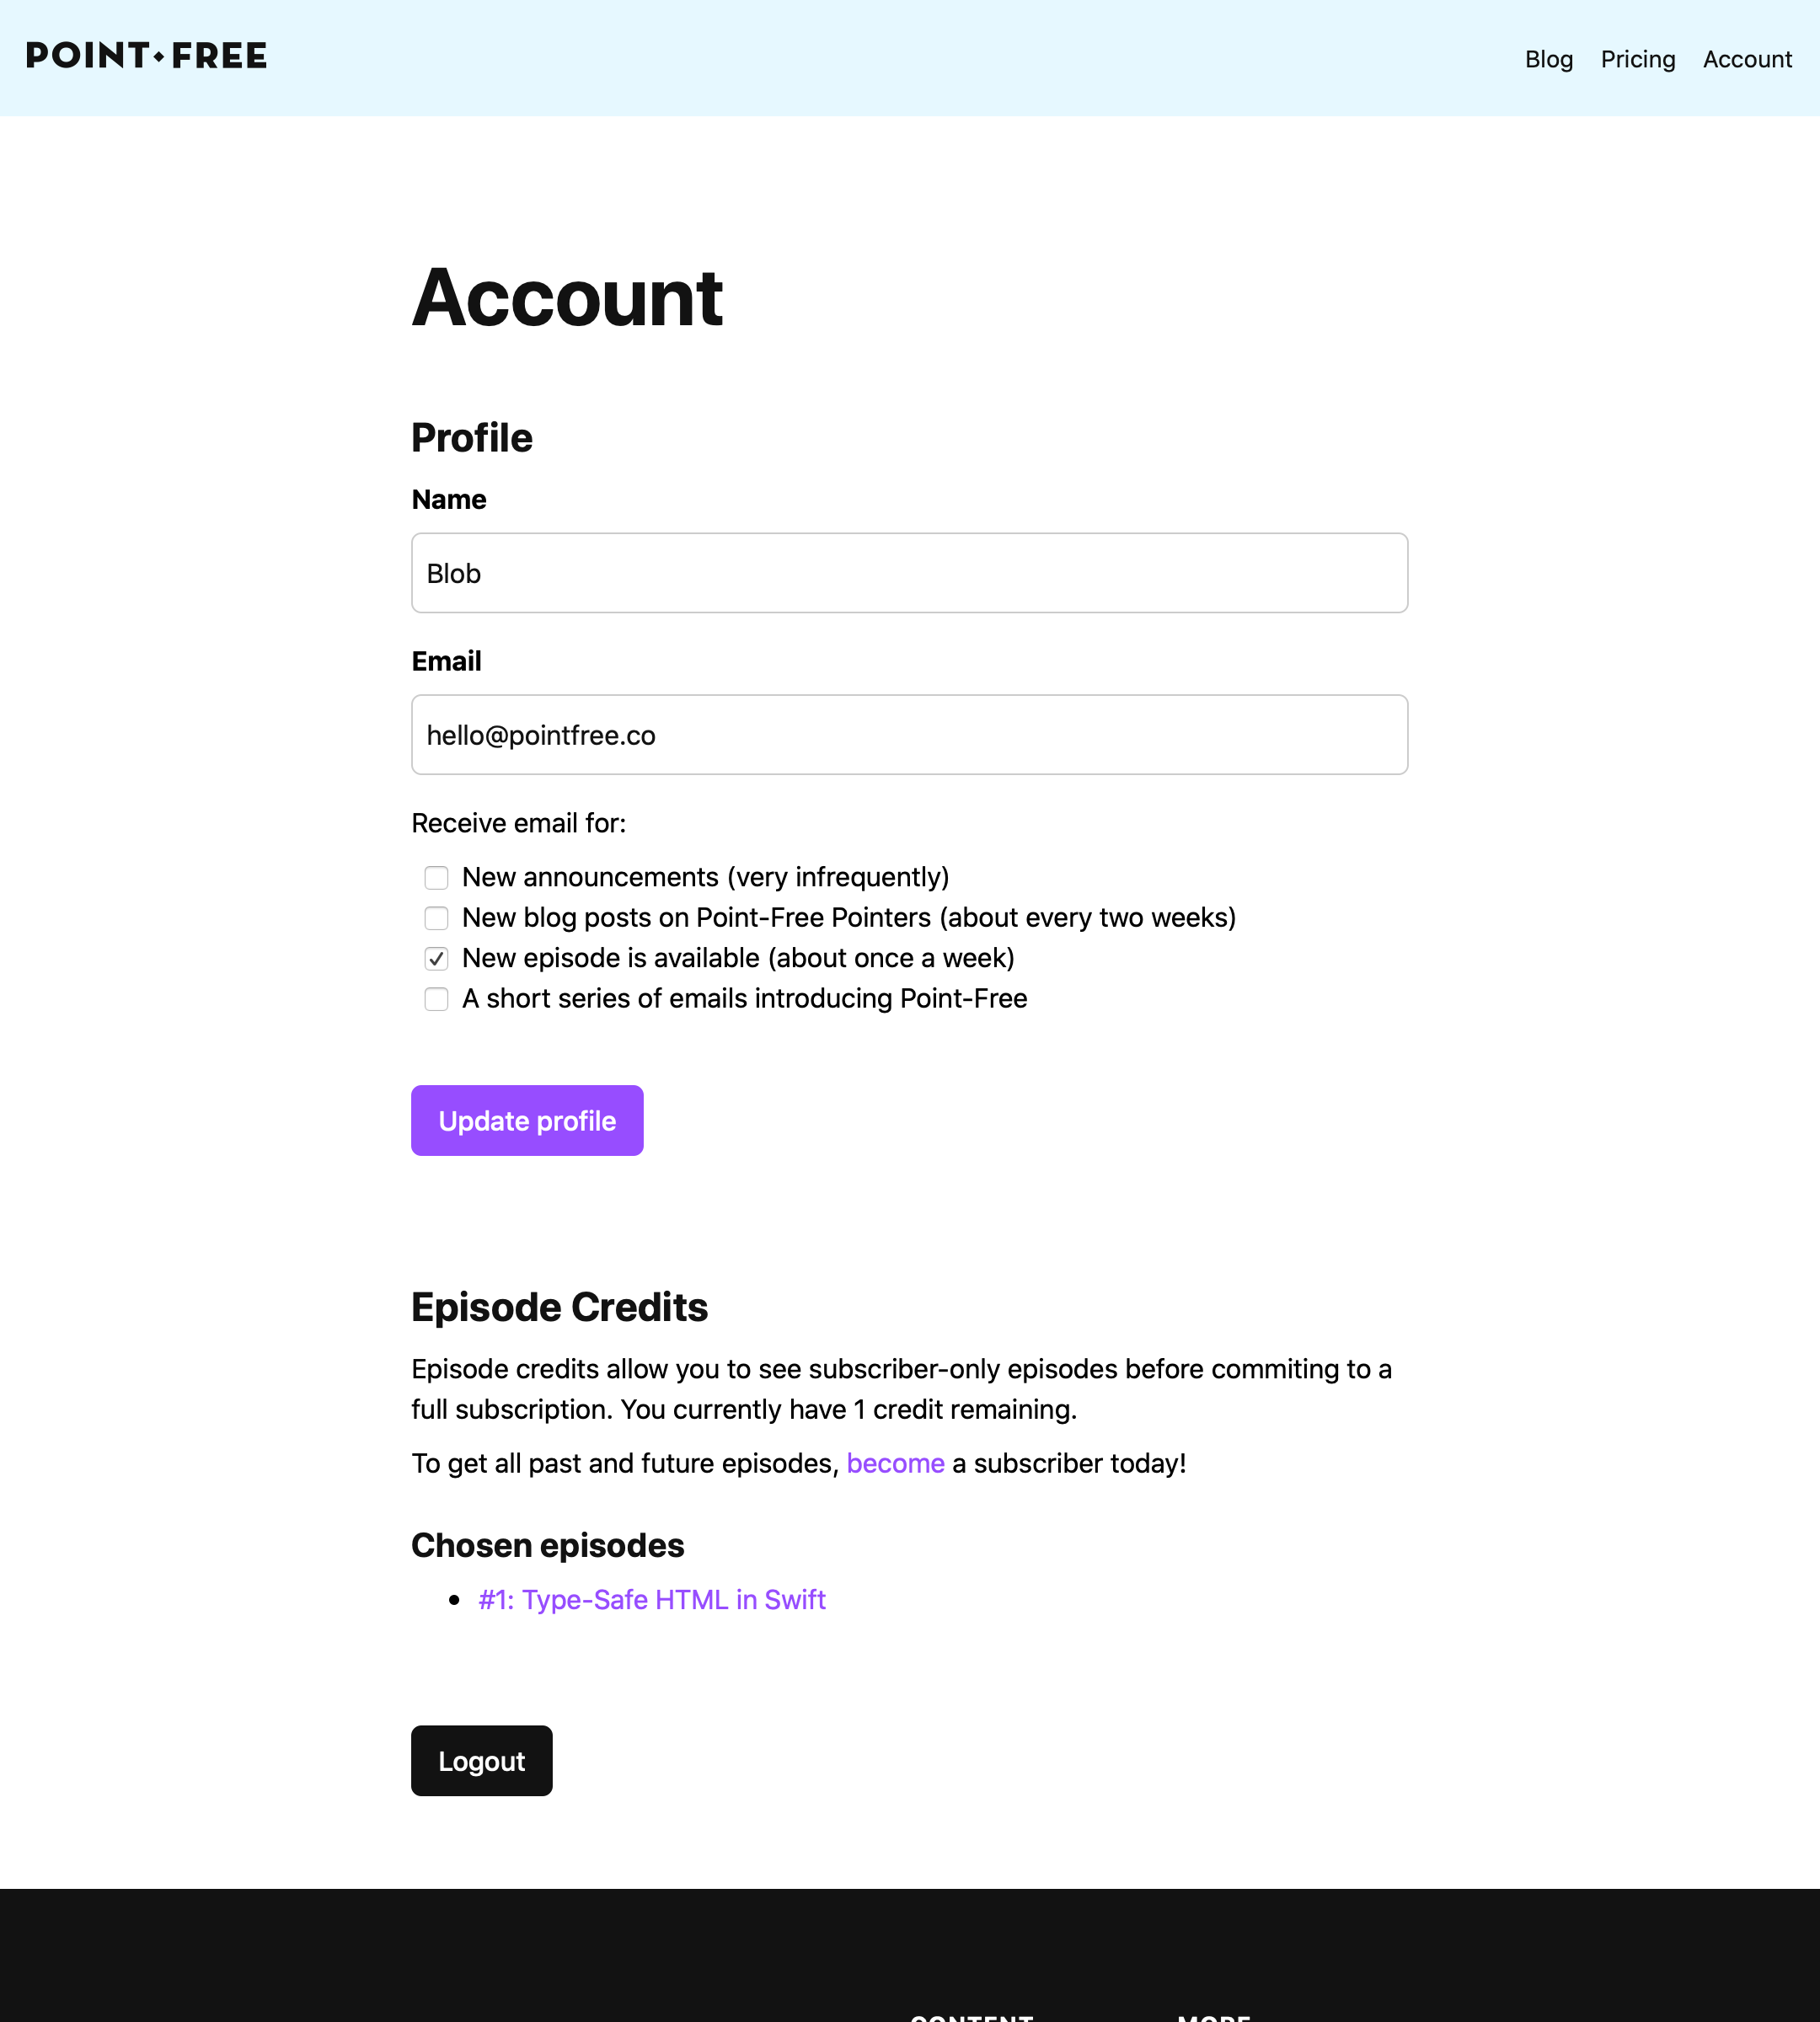 POINT•FREE
Blog Pricing Account
Account
Profile
Name
Blob
Email
hello@pointfree.co
Receive email for:
New announcements (very infrequently)
New blog posts on Point-Free Pointers (about every two weeks)
New episode is available (about once a week)
A short series of emails introducing Point-Free
Update profile
Episode Credits
Episode credits allow you to see subscriber-only episodes before commiting to a
full subscription. You currently have 1 credit remaining.
To get all past and future episodes, become a subscriber today!
Chosen episodes
• #1: Type-Safe HTML in Swift
Logout
CONTENT MORE